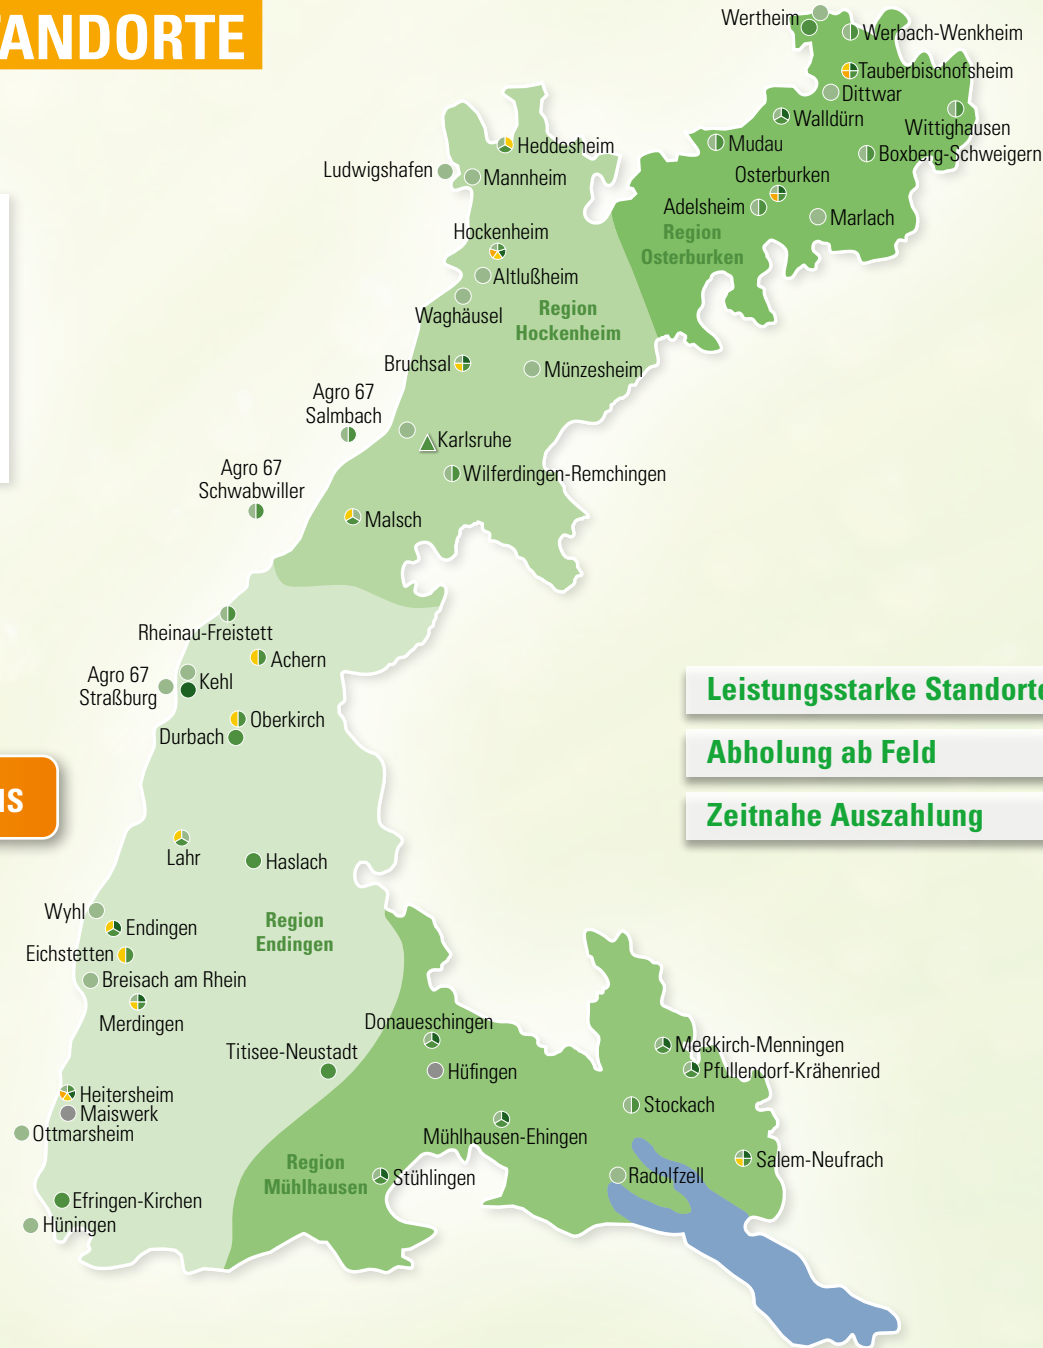 ANDORTE
Wertheim
Werbach-Wenkheim
Tauberbischofsheim
Dittwar
Walldürn
Wittighausen
Mudau
Boxberg-Schweigern
Osterburken
Adelsheim
Marlach
Region
Osterburken
Heddesheim
Ludwigshafen
Mannheim
Hockenheim
Altlußheim
Waghäusel
Region
Hockenheim
Bruchsal
Münzesheim
Agro 67
Salmbach
Karlsruhe
Agro 67
Schwabwiller
Wilferdingen-Remchingen
Malsch
Rheinau-Freistett
Achern
Agro 67
Straßburg
Kehl
Oberkirch
Durbach
Leistungsstarke Standorte
Abholung ab Feld
Zeitnahe Auszahlung
Lahr
Haslach
Wyhl
Endingen
Region
Endingen
Eichstetten
Breisach am Rhein
Merdingen
Donaueschingen
Titisee-Neustadt
Hüfingen
Meßkirch-Menningen
Pfullendorf-Krähenried
Heitersheim
Maiswerk
Ottmarsheim
Stockach
Mühlhausen-Ehingen
Salem-Neufrach
Region
Mühlhausen
Stühlingen
Radolfzell
Efringen-Kirchen
Hüningen